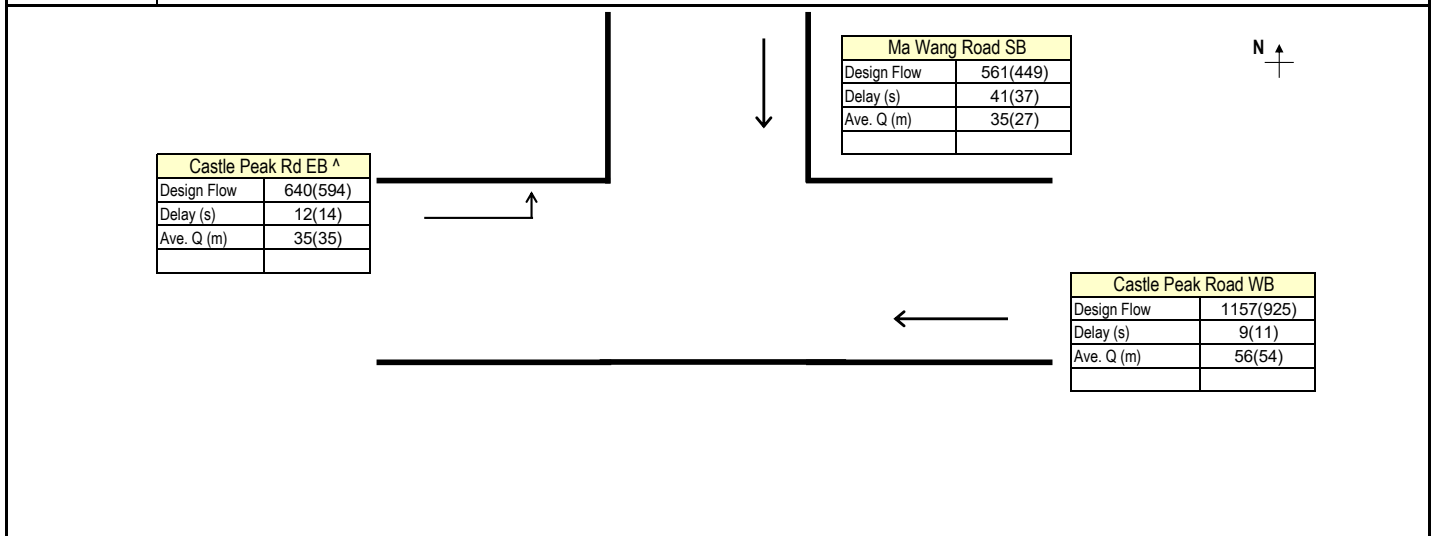 Ma Wang Road SB
Design Flow 561(449)
Delay (s) 41(37)
Ave. Q (m) 35(27)
N
Castle Peak Rd EB ^
Design Flow 640(594)
Delay (s) 12(14)
Ave. Q (m) 35(35)
Castle Peak Road WB
Design Flow 1157(925)
Delay (s) 9(11)
Ave. Q (m) 56(54)